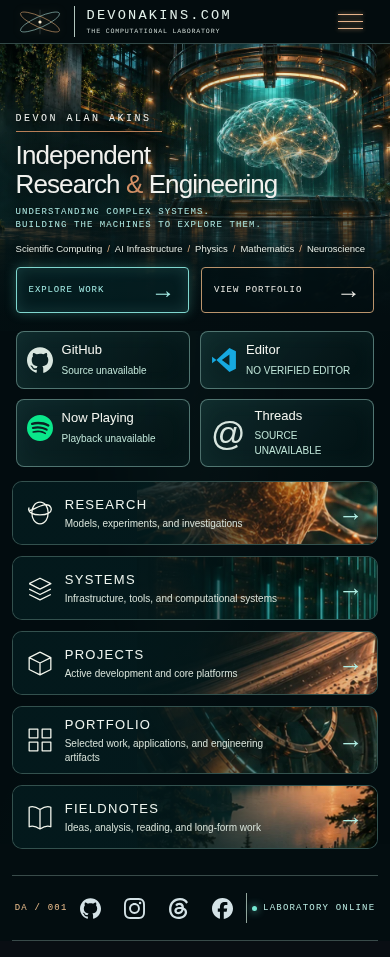 DEVONAKINS.COM
THE COMPUTATIONAL LABORATORY
DEVON ALAN AKINS
Independent
Research & Engineering
UNDERSTANDING COMPLEX SYSTEMS.
BUILDING THE MACHINES TO EXPLORE THEM.
Scientific Computing / AI Infrastructure / Physics / Mathematics / Neuroscience
EXPLORE WORK →
VIEW PORTFOLIO →
GitHub
Source unavailable
Editor
NO VERIFIED EDITOR
Now Playing
Playback unavailable
Threads
SOURCE
UNAVAILABLE
RESEARCH
Models, experiments, and investigations →
SYSTEMS
Infrastructure, tools, and computational systems →
PROJECTS
Active development and core platforms →
PORTFOLIO
Selected work, applications, and engineering →
artifacts
FIELDNOTES
Ideas, analysis, reading, and long-form work →
DA / 001
LABORATORY ONLINE